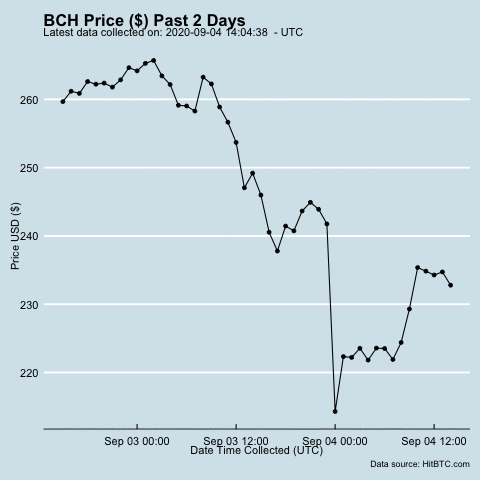 BCH Price ($) Past 2 Days
Latest data collected on: 2020-09-04 14:04:38 - UTC
260
250
240
230
220
Price USD ($)
Sep 03 00:00 Sep 03 12:00 Sep 04 00:00 Sep 04 12:00
Date Time Collected (UTC)
Data source: HitBTC.com